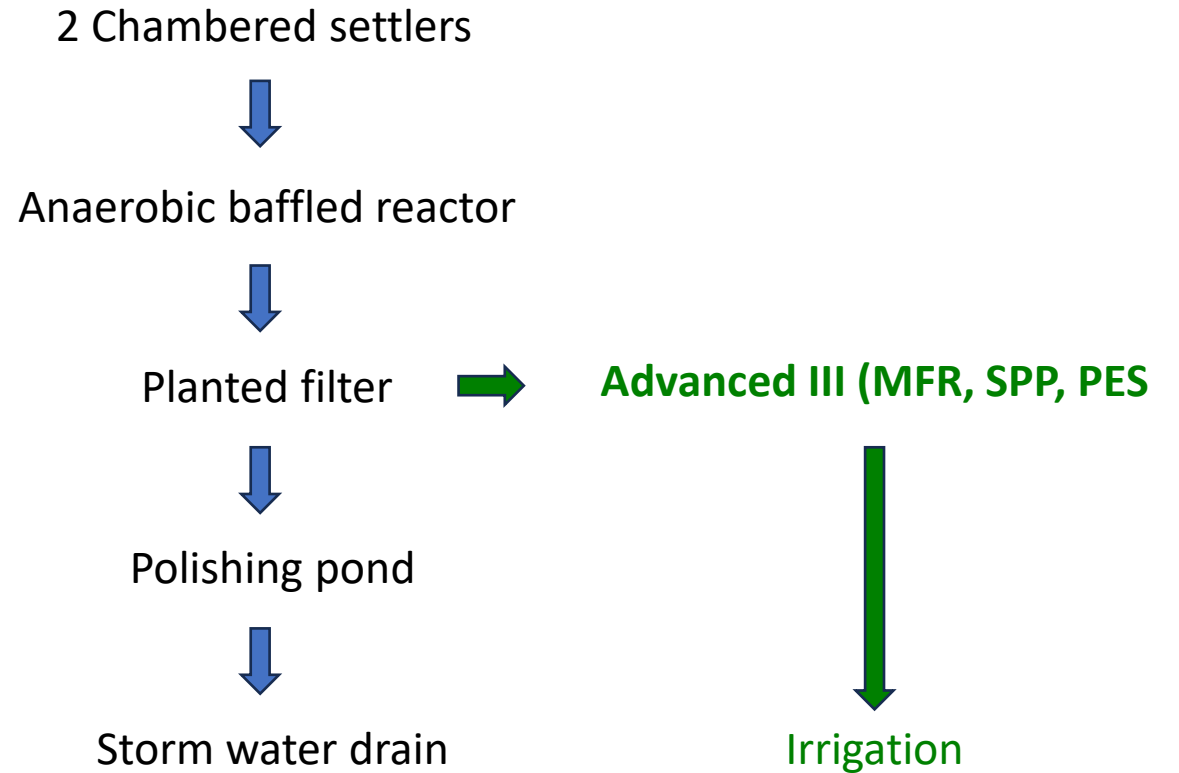 2 Chambered settlers
Anaerobic baffled reactor
Planted filter
Advanced III (MFR, SPP, PES
Polishing pond
Storm water drain
Irrigation